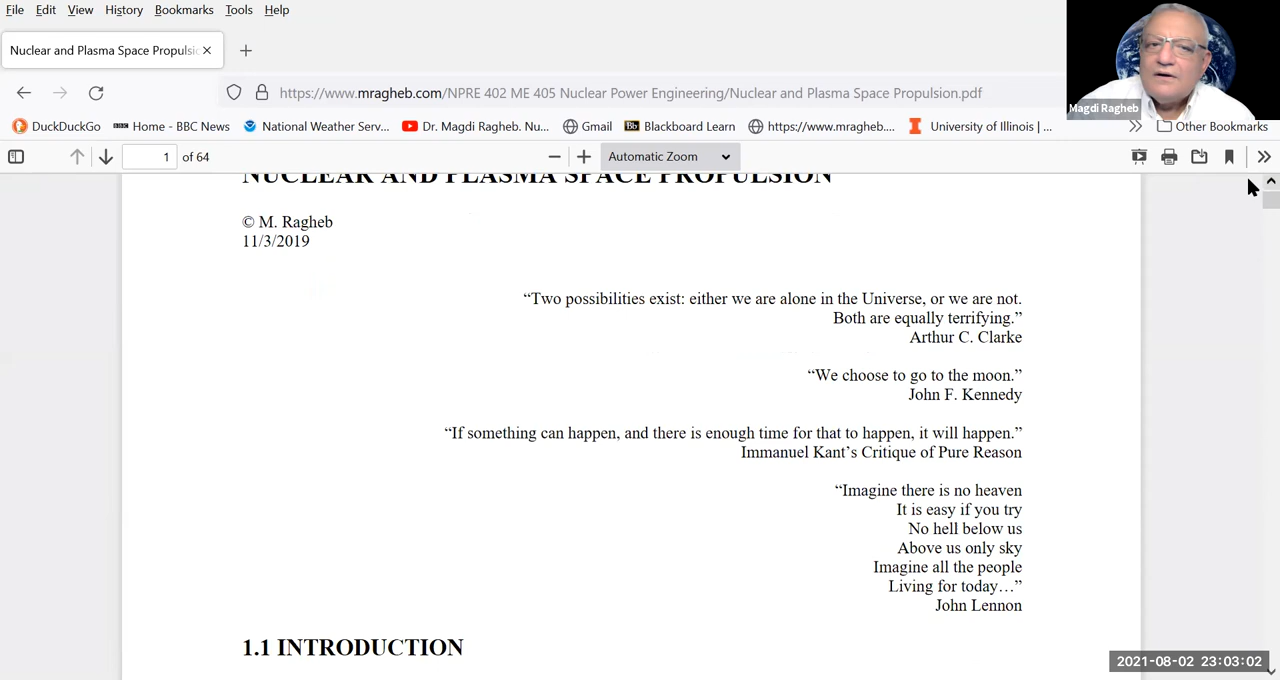 File Edit View History Bookmarks Tools Help
Nuclear and Plasma Space Propulsi
https://www.mragheb.com/NPRE 402 ME 405 Nuclear Power Engineering/Nuclear and Plasma Space Propulsion.pdf
Magdi Ragheb
DuckDuckGo BBC Home - BBC News National Weather Serv... Dr. Magdi Ragheb. Nu... Gmail Bb Blackboard Learn https://www.mragheb.... I University of Illinois |... Other Bookmarks
1 of 64 Automatic Zoom
NUCLEAR AND PLASMA SPACE PROPULSION
© M. Ragheb
11/3/2019
“Two possibilities exist: either we are alone in the Universe, or we are not.
Both are equally terrifying.”
Arthur C. Clarke
“We choose to go to the moon.”
John F. Kennedy
“If something can happen, and there is enough time for that to happen, it will happen.”
Immanuel Kant’s Critique of Pure Reason
“Imagine there is no heaven
It is easy if you try
No hell below us
Above us only sky
Imagine all the people
Living for today…”
John Lennon
1.1 INTRODUCTION
2021-08-02 23:03:02